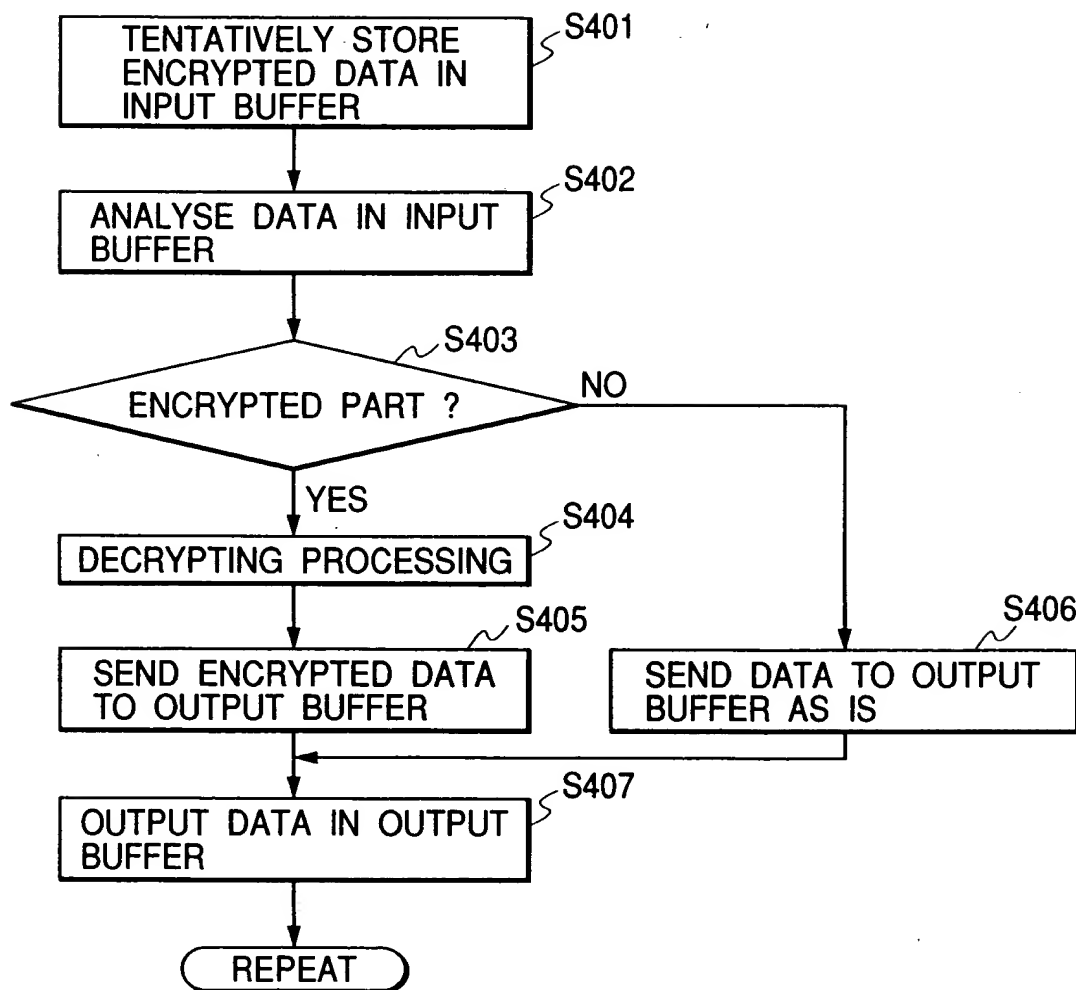 TENTATIVELY STORE
ENCRYPTED DATA IN
INPUT BUFFER
S401
ANALYSE DATA IN INPUT
BUFFER
S402
ENCRYPTED PART ?
S403
NO
YES
DECRYPTING PROCESSING
S404
SEND ENCRYPTED DATA
TO OUTPUT BUFFER
S405
SEND DATA TO OUTPUT
BUFFER AS IS
S406
OUTPUT DATA IN OUTPUT
BUFFER
S407
REPEAT